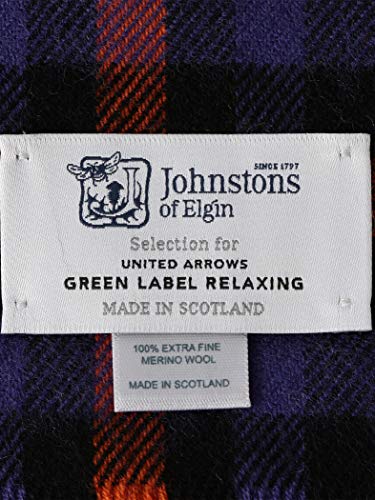 SINCE 1797
Johnstons
of Elgin
Selection for
UNITED ARROWS
GREEN LABEL RELAXING
MADE IN SCOTLAND
100% EXTRA FINE
MERINO WOOL
MADE IN SCOTLAND